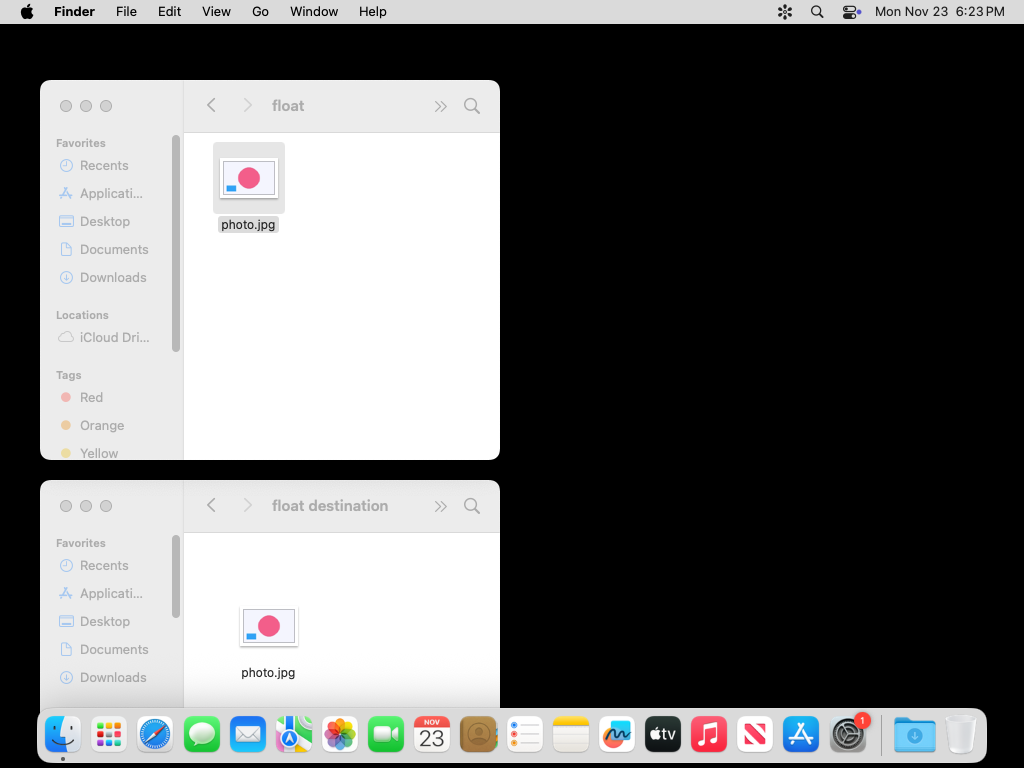 Finder File Edit View Go Window Help Mon Nov 23 6:23 PM
float
Favorites
Recents
Applicati...
Desktop
Documents
Downloads
Locations
iCloud Dri...
Tags
Red
Orange
Yellow
photo.jpg
float destination
Favorites
Recents
Applicati...
Desktop
Documents
Downloads
photo.jpg
NOV
23
tv
1